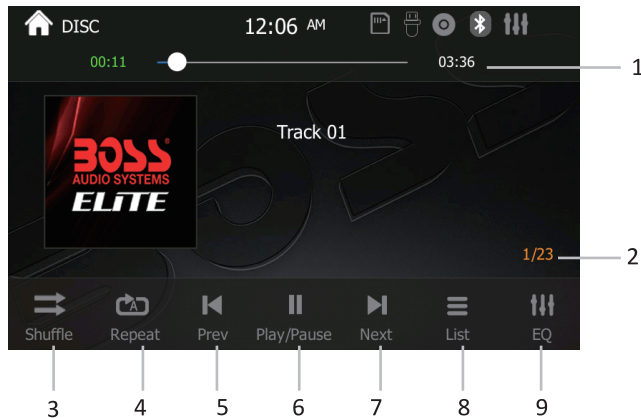 DISC 12:06 AM
00:11 03:36 1
Track 01
BOSS
AUDIO SYSTEMS
ELITE
1/23 2
A
Shuffle Repeat Prev Play/Pause Next List EQ
3 4 5 6 7 8 9